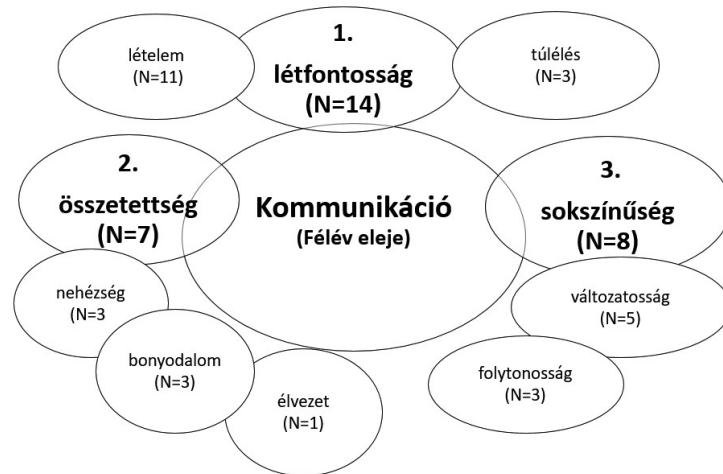 lételem
(N=11)
1.
létfontosság
(N=14)
túlélés
(N=3)
2.
összetettség
(N=7)
Kommunikáció
(Félév eleje)
3.
sokszínűség
(N=8)
nehézség
(N=3
bonyodalom
(N=3)
élvezet
(N=1)
változatosság
(N=5)
folytonosság
(N=3)